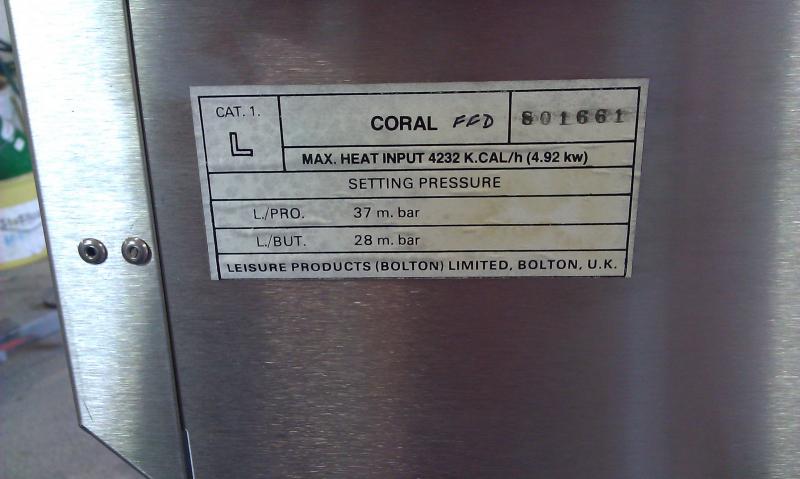 CAT. 1.
L
CORAL FFD
801661
MAX. HEAT INPUT 4232 K.CAL/h (4.92 kw)
SETTING PRESSURE
L./PRO. 37 m. bar
L./BUT. 28 m. bar
LEISURE PRODUCTS (BOLTON) LIMITED, BOLTON, U.K.